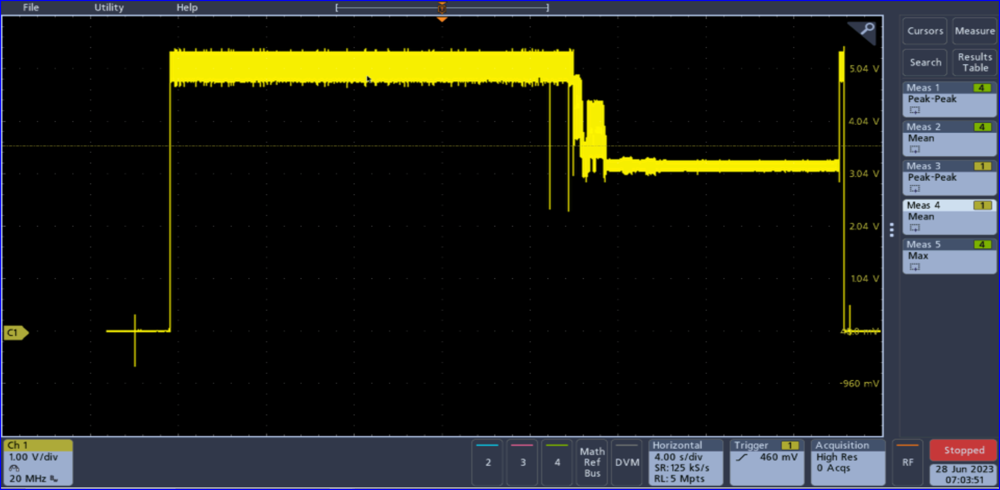 File Utility Help
T
Cursors Measure
Search Results Table
5.04 V
4.04 V
3.04 V
2.04 V
1.04 V
-960 mV
C1
Meas 1 4
Peak-Peak
Meas 2 4
Mean
Meas 3 1
Peak-Peak
Meas 4 1
Mean
Meas 5 4
Max
Ch 1
1.00 V/div
20 MHz Bw
2
3
4
Math
Ref
Bus
DVM
Horizontal
4.00 s/div
SR: 125 kS/s
RL: 5 Mpts
Trigger 1
460 mV
Acquisition
High Res
0 Acqs
RF
Stopped
28 Jun 2023
07:03:51